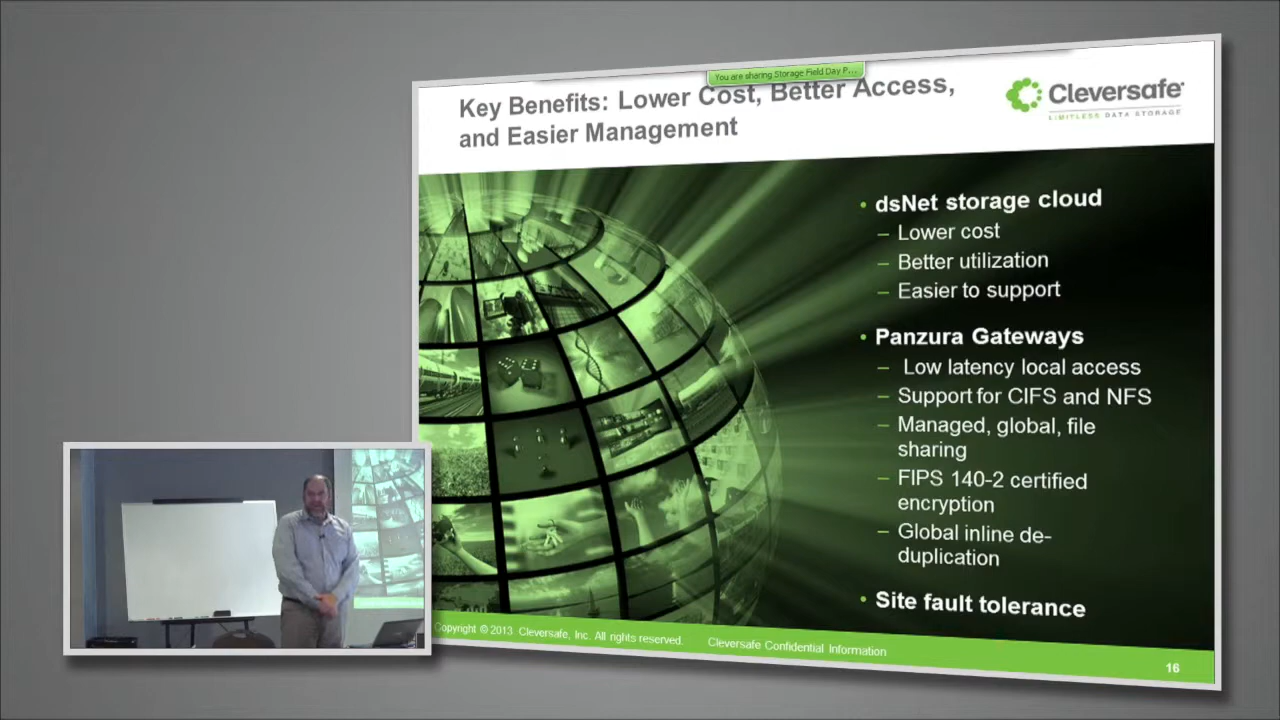 You are sharing Storage Field Day P...
Key Benefits: Lower Cost, Better Access,
and Easier Management
Cleversafe
LIMITLESS DATA STORAGE
• dsNet storage cloud
– Lower cost
– Better utilization
– Easier to support
• Panzura Gateways
– Low latency local access
– Support for CIFS and NFS
– Managed, global, file
sharing
– FIPS 140-2 certified
encryption
– Global inline de-
duplication
• Site fault tolerance
Copyright © 2013 Cleversafe, Inc. All rights reserved.
Cleversafe Confidential Information
16